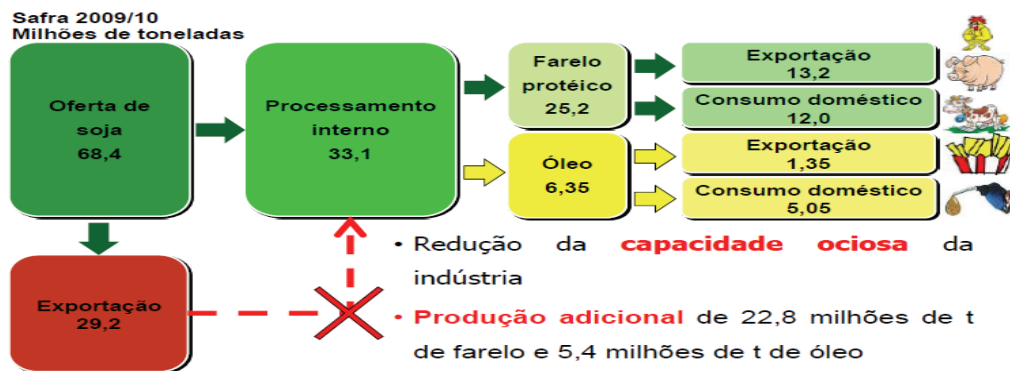 Safra 2009/10
Milhões de toneladas
Oferta de
soja
68,4
Processamento
interno
33,1
Farelo
protéico
25,2
Exportação
13,2
Consumo doméstico
12,0
Óleo
6,35
Exportação
1,35
Consumo doméstico
5,05
Exportação
29,2
• Redução da capacidade ociosa da
indústria
• Produção adicional de 22,8 milhões de t
de farelo e 5,4 milhões de t de óleo